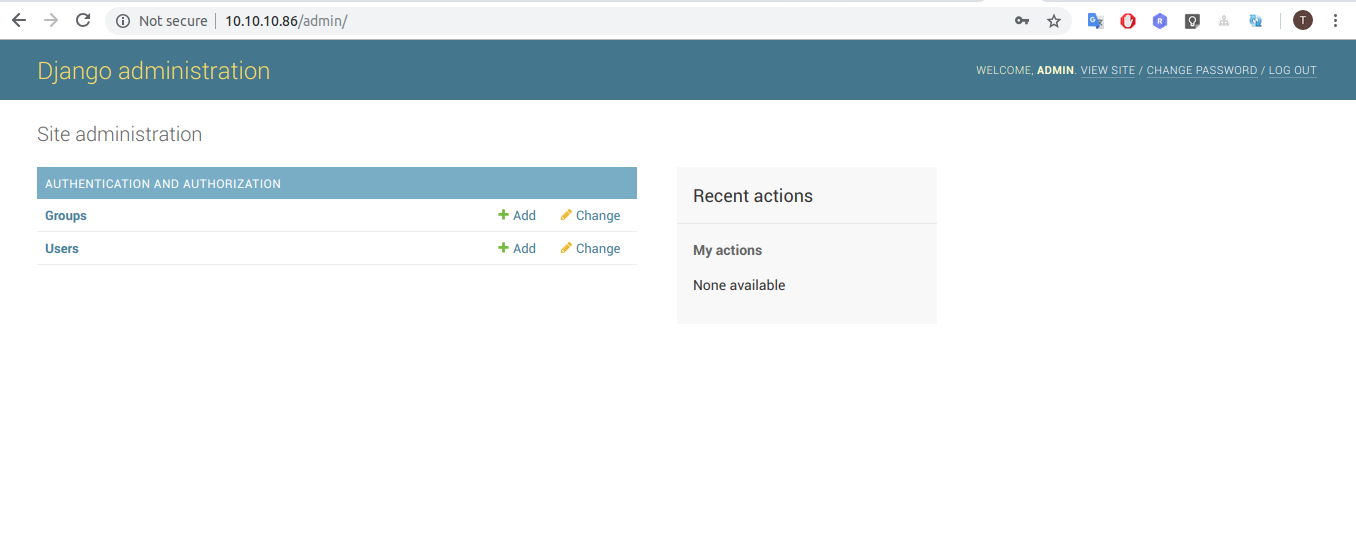 Not secure 10.10.10.86/admin/ T
Django administration
WELCOME, ADMIN. VIEW SITE / CHANGE PASSWORD / LOG OUT
Site administration
AUTHENTICATION AND AUTHORIZATION
Groups Add Change
Users Add Change
Recent actions
My actions
None available